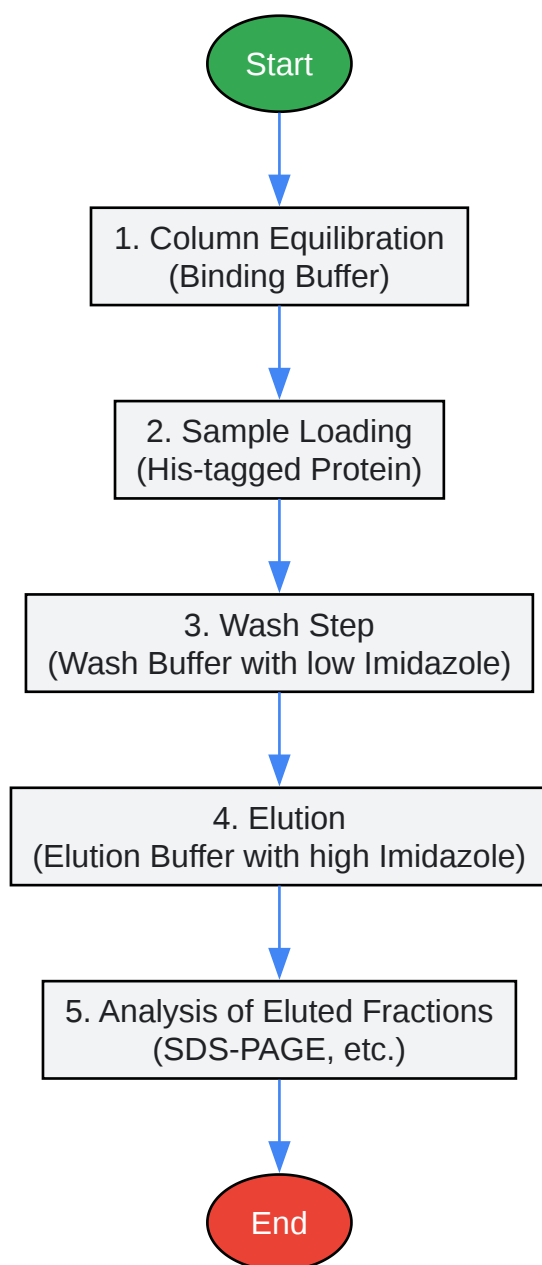 Start
1. Column Equilibration
(Binding Buffer)
2. Sample Loading
(His-tagged Protein)
3. Wash Step
(Wash Buffer with low Imidazole)
4. Elution
(Elution Buffer with high Imidazole)
5. Analysis of Eluted Fractions
(SDS-PAGE, etc.)
End